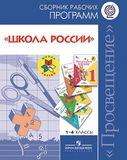 СБОРНИК РАБОЧИХ
ПРОГРАММ
«ШКОЛА РОССИИ»
1-4 КЛАССЫ
«Просвещение»